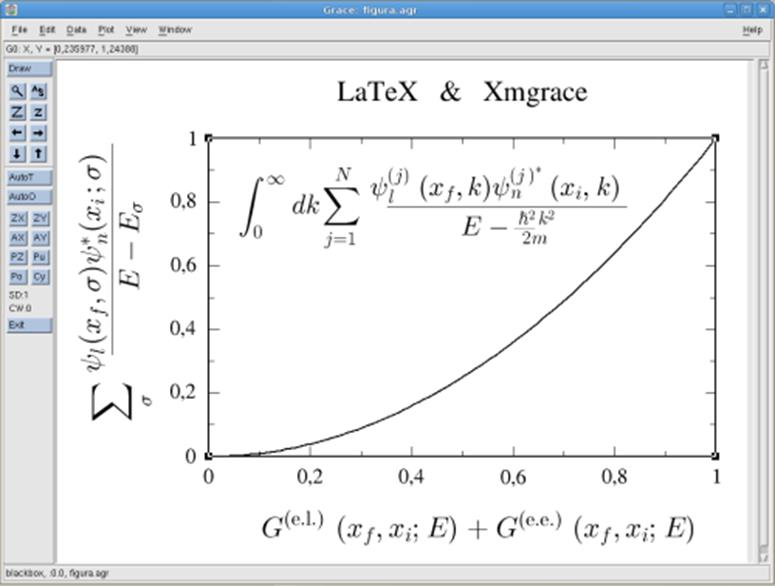 Grace: figura.agr
File Edit Data Plot View Window Help
G0: X, Y = [0,235977, 1,24388]
Draw
AS
Z z
AutoT
AutoO
ZX ZY
AX AY
PZ Pu
Po Cy
SD:1
CW:0
Exit
LaTeX & Xmgrace
∑_σ ψ_l(x_f, σ)ψ_n^*(x_i; σ) / (E − E_σ)
∫_0^∞ dk ∑_{j=1}^N ψ_l^{(j)} (x_f, k)ψ_n^{(j)*} (x_i, k) / (E − ħ²k²/2m)
1
0,8
0,6
0,4
0,2
0
0 0,2 0,4 0,6 0,8 1
G^{(e.l.)} (x_f, x_i; E) + G^{(e.e.)} (x_f, x_i; E)
blackbox, :0.0, figura.agr